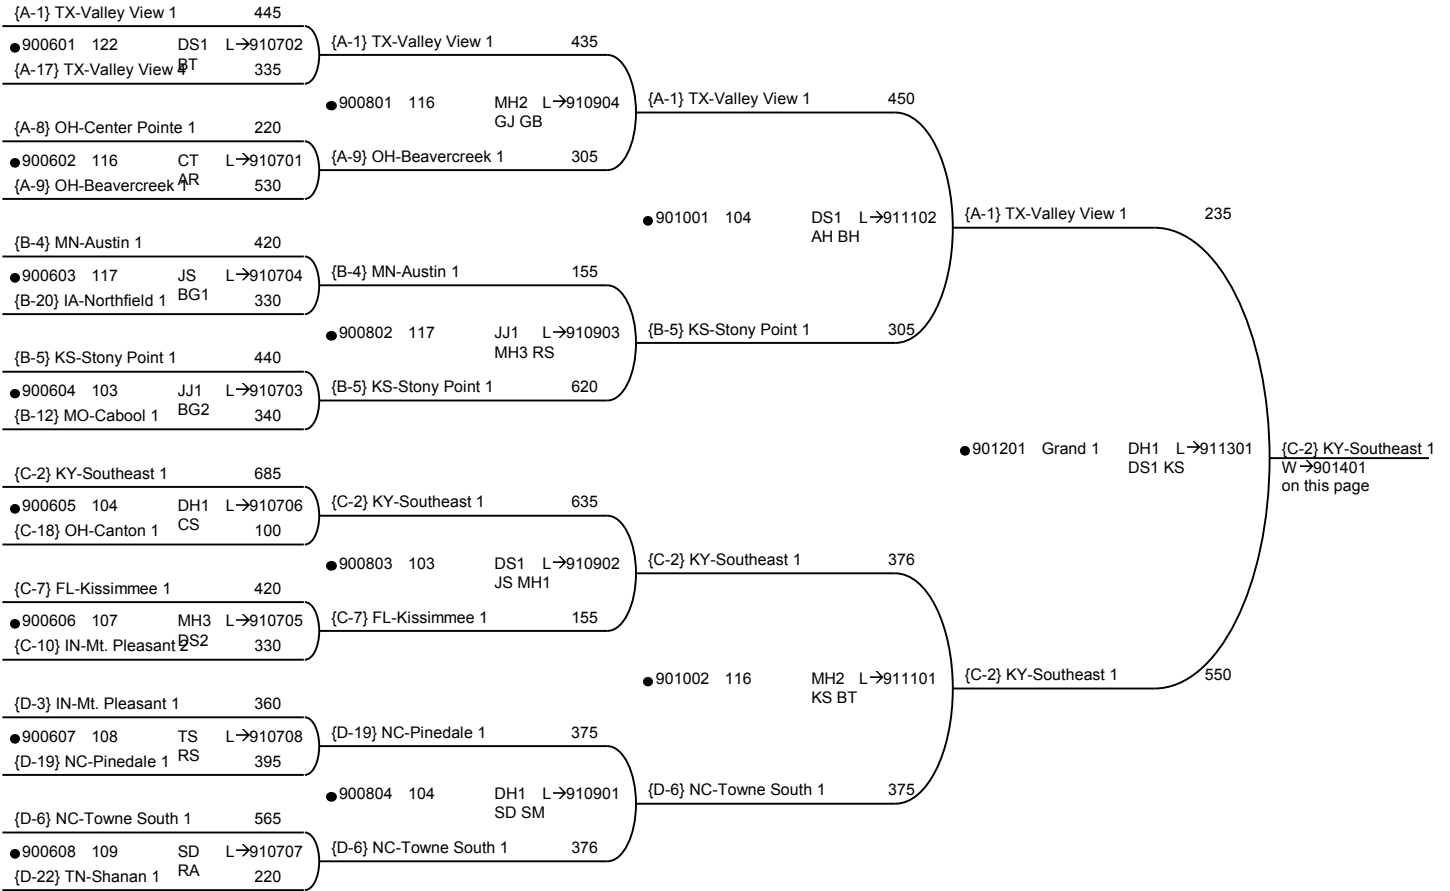 {A-1} TX-Valley View 1 445
●900601 122 DS1 L→910702
BT
{A-17} TX-Valley View 4 335
{A-8} OH-Center Pointe 1 220
●900602 116 CT L→910701
AR
{A-9} OH-Beavercreek 1 530
{B-4} MN-Austin 1 420
●900603 117 JS L→910704
BG1
{B-20} IA-Northfield 1 330
{B-5} KS-Stony Point 1 440
●900604 103 JJ1 L→910703
BG2
{B-12} MO-Cabool 1 340
{C-2} KY-Southeast 1 685
●900605 104 DH1 L→910706
CS
{C-18} OH-Canton 1 100
{C-7} FL-Kissimmee 1 420
●900606 107 MH3 L→910705
DS2
{C-10} IN-Mt. Pleasant 2 330
{D-3} IN-Mt. Pleasant 1 360
●900607 108 TS L→910708
RS
{D-19} NC-Pinedale 1 395
{D-6} NC-Towne South 1 565
●900608 109 SD L→910707
RA
{D-22} TN-Shanan 1 220
{A-1} TX-Valley View 1 435
●900801 116 MH2 L→910904
GJ GB
{A-9} OH-Beavercreek 1 305
{B-4} MN-Austin 1 155
●900802 117 JJ1 L→910903
MH3 RS
{B-5} KS-Stony Point 1 620
{C-2} KY-Southeast 1 635
●900803 103 DS1 L→910902
JS MH1
{C-7} FL-Kissimmee 1 155
{D-19} NC-Pinedale 1 375
●900804 104 DH1 L→910901
SD SM
{D-6} NC-Towne South 1 376
{A-1} TX-Valley View 1 450
●901001 104 DS1 L→911102
AH BH
{B-5} KS-Stony Point 1 305
{C-2} KY-Southeast 1 376
●901002 116 MH2 L→911101
KS BT
{D-6} NC-Towne South 1 375
{A-1} TX-Valley View 1 235
●901201 Grand 1 DH1 L→911301
DS1 KS
{C-2} KY-Southeast 1 550
{C-2} KY-Southeast 1
W→901401
on this page